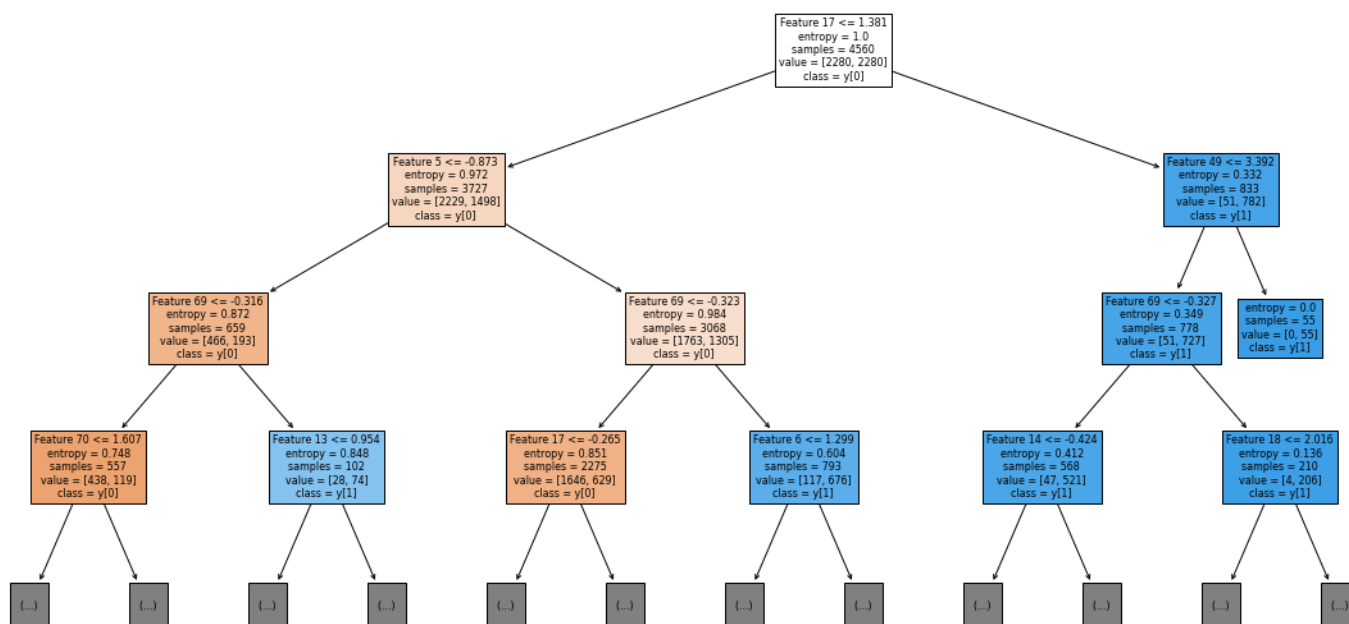 Feature 17 <= 1.381
entropy = 1.0
samples = 4560
value = [2280, 2280]
class = y[0]
Feature 5 <= -0.873
entropy = 0.972
samples = 3727
value = [2229, 1498]
class = y[0]
Feature 49 <= 3.392
entropy = 0.332
samples = 833
value = [51, 782]
class = y[1]
Feature 69 <= -0.316
entropy = 0.872
samples = 659
value = [466, 193]
class = y[0]
Feature 69 <= -0.323
entropy = 0.984
samples = 3068
value = [1763, 1305]
class = y[0]
Feature 69 <= -0.327
entropy = 0.349
samples = 778
value = [51, 727]
class = y[1]
entropy = 0.0
samples = 55
value = [0, 55]
class = y[1]
Feature 70 <= 1.607
entropy = 0.748
samples = 557
value = [438, 119]
class = y[0]
Feature 13 <= 0.954
entropy = 0.848
samples = 102
value = [28, 74]
class = y[1]
Feature 17 <= -0.265
entropy = 0.851
samples = 2275
value = [1646, 629]
class = y[0]
Feature 6 <= 1.299
entropy = 0.604
samples = 793
value = [117, 676]
class = y[1]
Feature 14 <= -0.424
entropy = 0.412
samples = 568
value = [47, 521]
class = y[1]
Feature 18 <= 2.016
entropy = 0.136
samples = 210
value = [4, 206]
class = y[1]
(...)
(...)
(...)
(...)
(...)
(...)
(...)
(...)
(...)
(...)
(...)
(...)